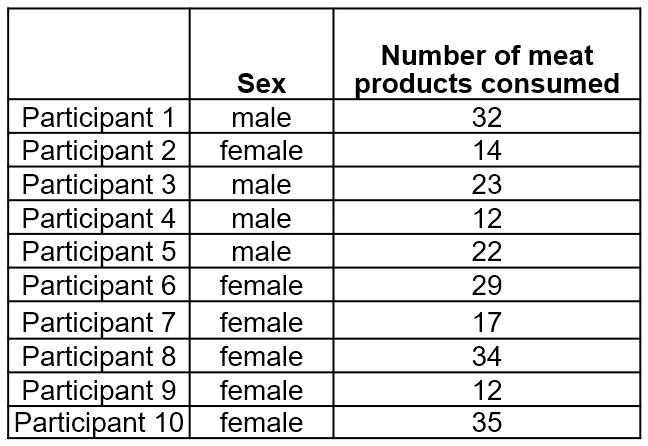 Sex Number of meat products consumed
Participant 1 male 32
Participant 2 female 14
Participant 3 male 23
Participant 4 male 12
Participant 5 male 22
Participant 6 female 29
Participant 7 female 17
Participant 8 female 34
Participant 9 female 12
Participant 10 female 35